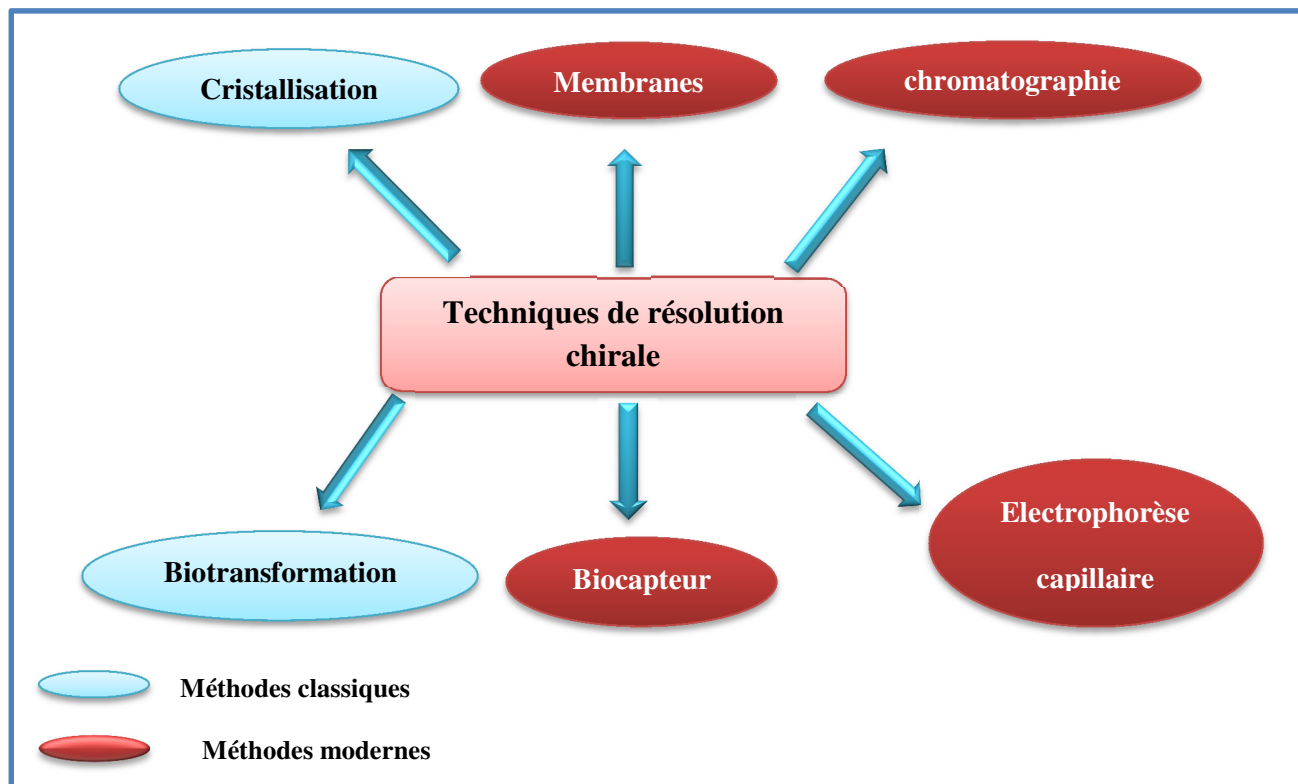 Cristallisation
Membranes
chromatographie
Techniques de résolution
chirale
Biotransformation
Biocapteur
Electrophorèse
capillaire
Méthodes classiques
Méthodes modernes